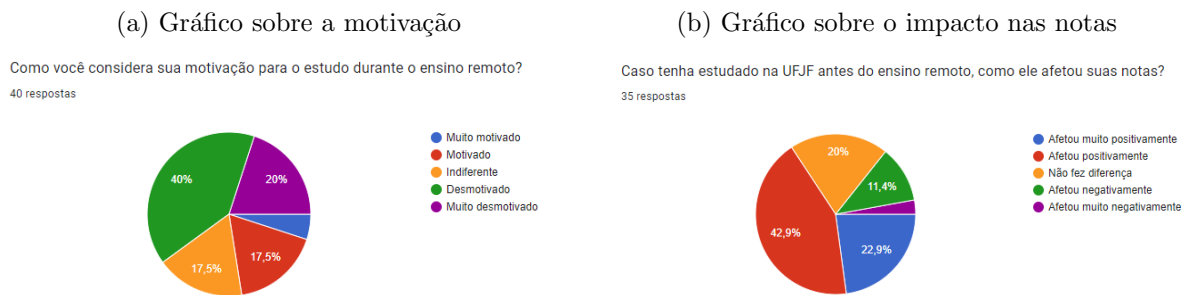 (a) Gráfico sobre a motivação
Como você considera sua motivação para o estudo durante o ensino remoto?
40 respostas
40%
20%
17,5%
17,5%
Muito motivado
Motivado
Indiferente
Desmotivado
Muito desmotivado
(b) Gráfico sobre o impacto nas notas
Caso tenha estudado na UFJF antes do ensino remoto, como ele afetou suas notas?
35 respostas
20%
11,4%
42,9%
22,9%
Afetou muito positivamente
Afetou positivamente
Não fez diferença
Afetou negativamente
Afetou muito negativamente